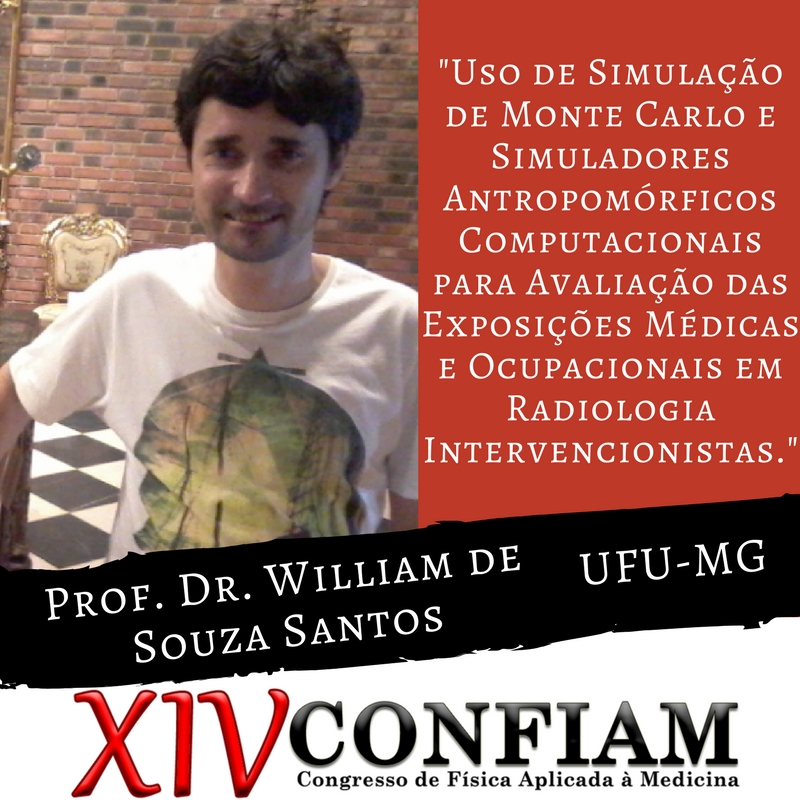 "Uso de Simulação
de Monte Carlo e
Simuladores
Antropomórficos
Computacionais
para Avaliação das
Exposições Médicas
e Ocupacionais em
Radiologia
Intervencionistas."
Prof. Dr. William de
Souza Santos
UFU-MG
XIV CONFIAM
Congresso de Física Aplicada à Medicina